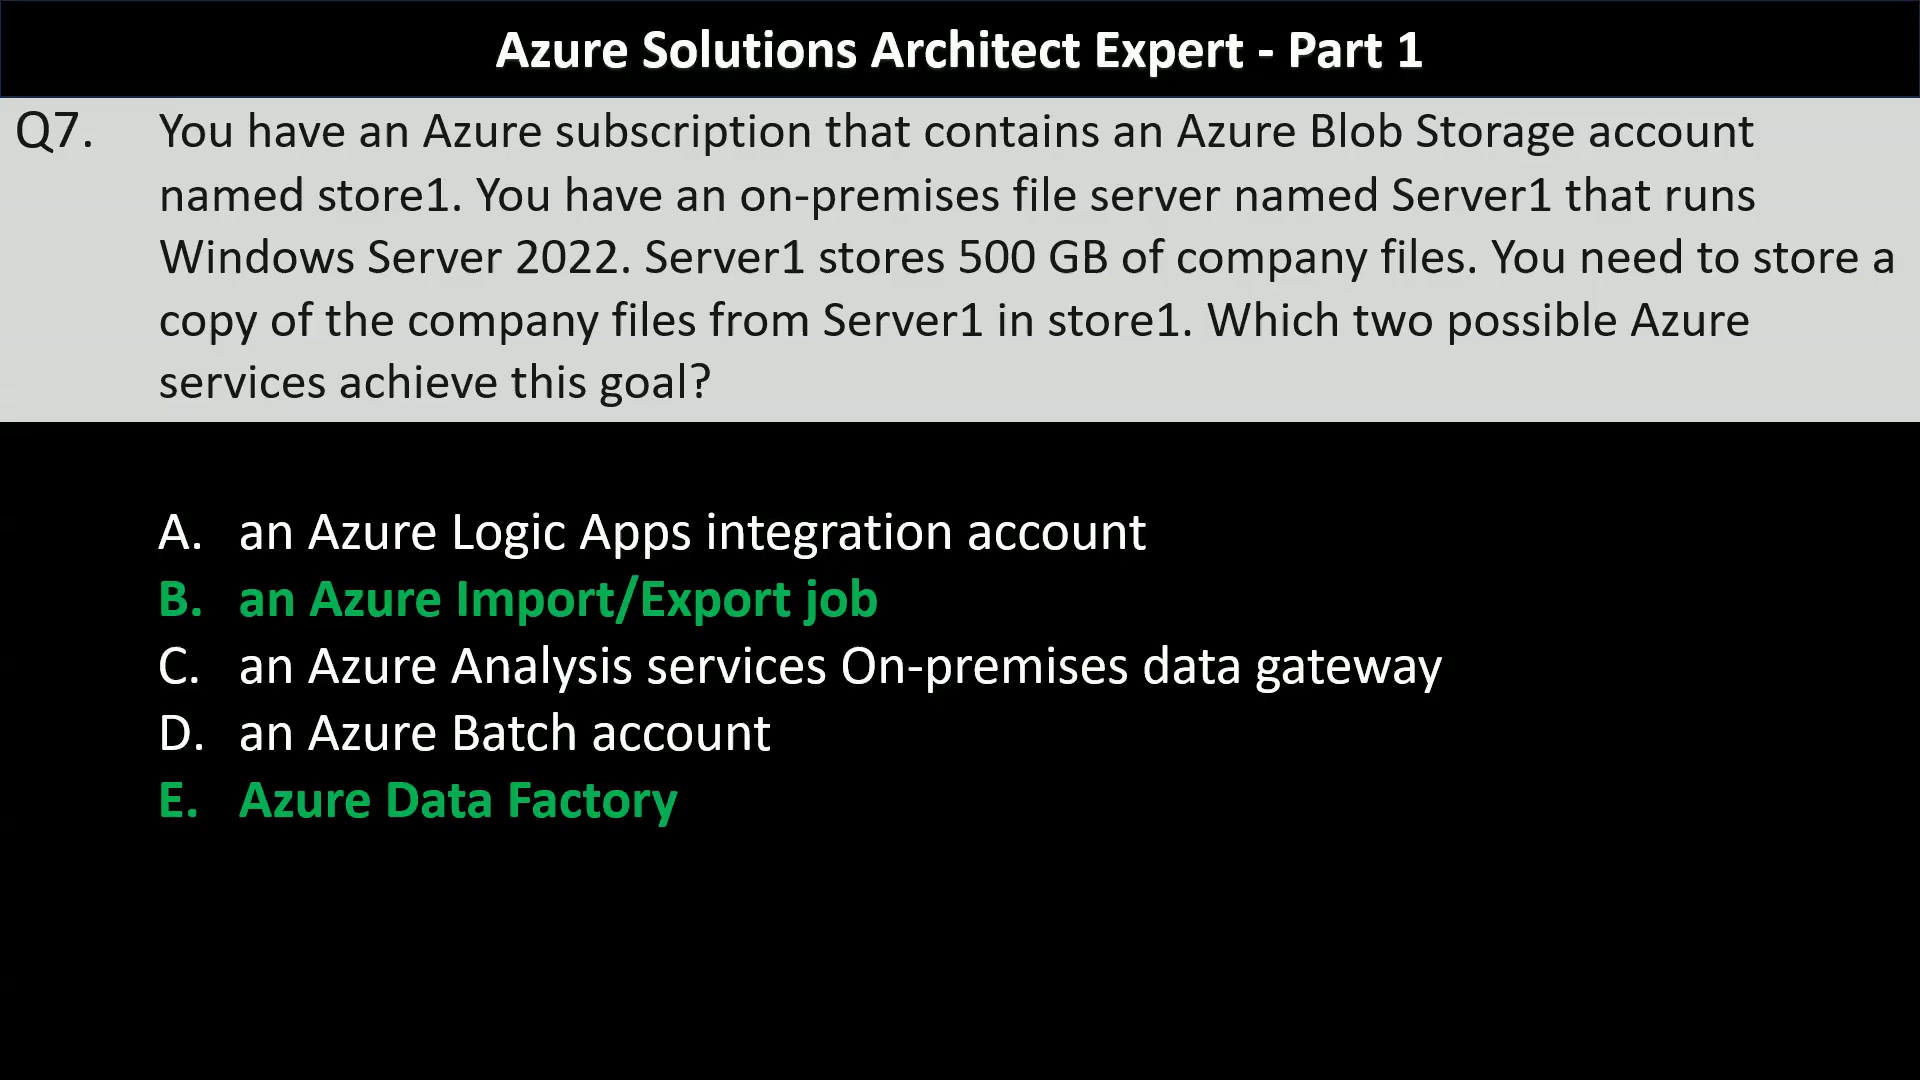 Azure Solutions Architect Expert - Part 1
Q7. You have an Azure subscription that contains an Azure Blob Storage account
named store1. You have an on-premises file server named Server1 that runs
Windows Server 2022. Server1 stores 500 GB of company files. You need to store a
copy of the company files from Server1 in store1. Which two possible Azure
services achieve this goal?
A. an Azure Logic Apps integration account
B. an Azure Import/Export job
C. an Azure Analysis services On-premises data gateway
D. an Azure Batch account
E. Azure Data Factory